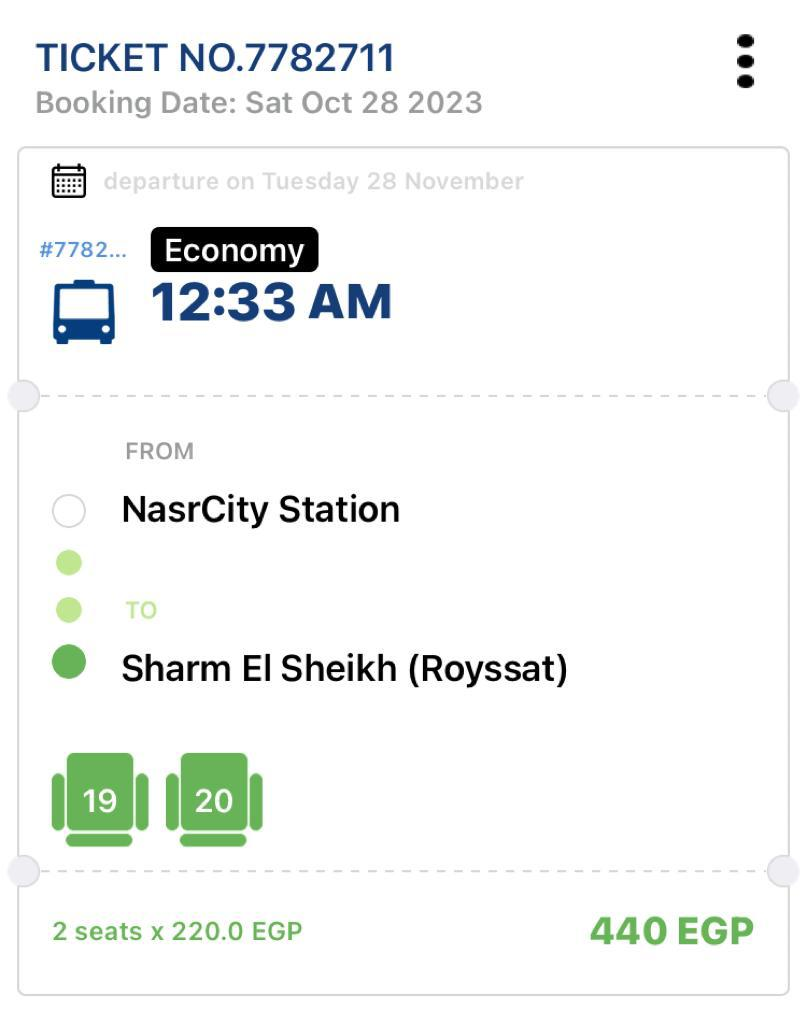 TICKET NO.7782711
Booking Date: Sat Oct 28 2023
departure on Tuesday 28 November
#7782... Economy
12:33 AM
FROM
NasrCity Station
TO
Sharm El Sheikh (Royssat)
19 20
2 seats x 220.0 EGP 440 EGP